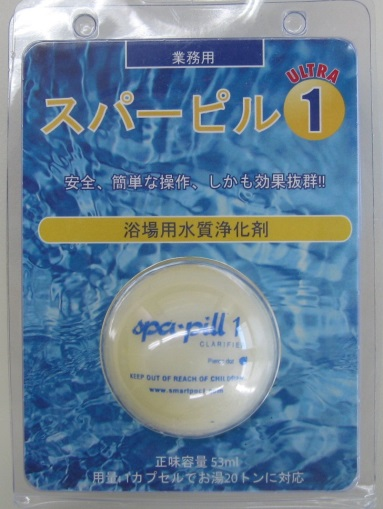 業務用
スパーピル
ULTRA
1
安全、簡単な操作、しかも効果抜群!!
浴場用水質浄化剤
spa-pill 1
CLARIFIER
KEEP OUT OF REACH OF CHILDREN
正味容量 53ml
用量:1カプセルでお湯20トンに対応